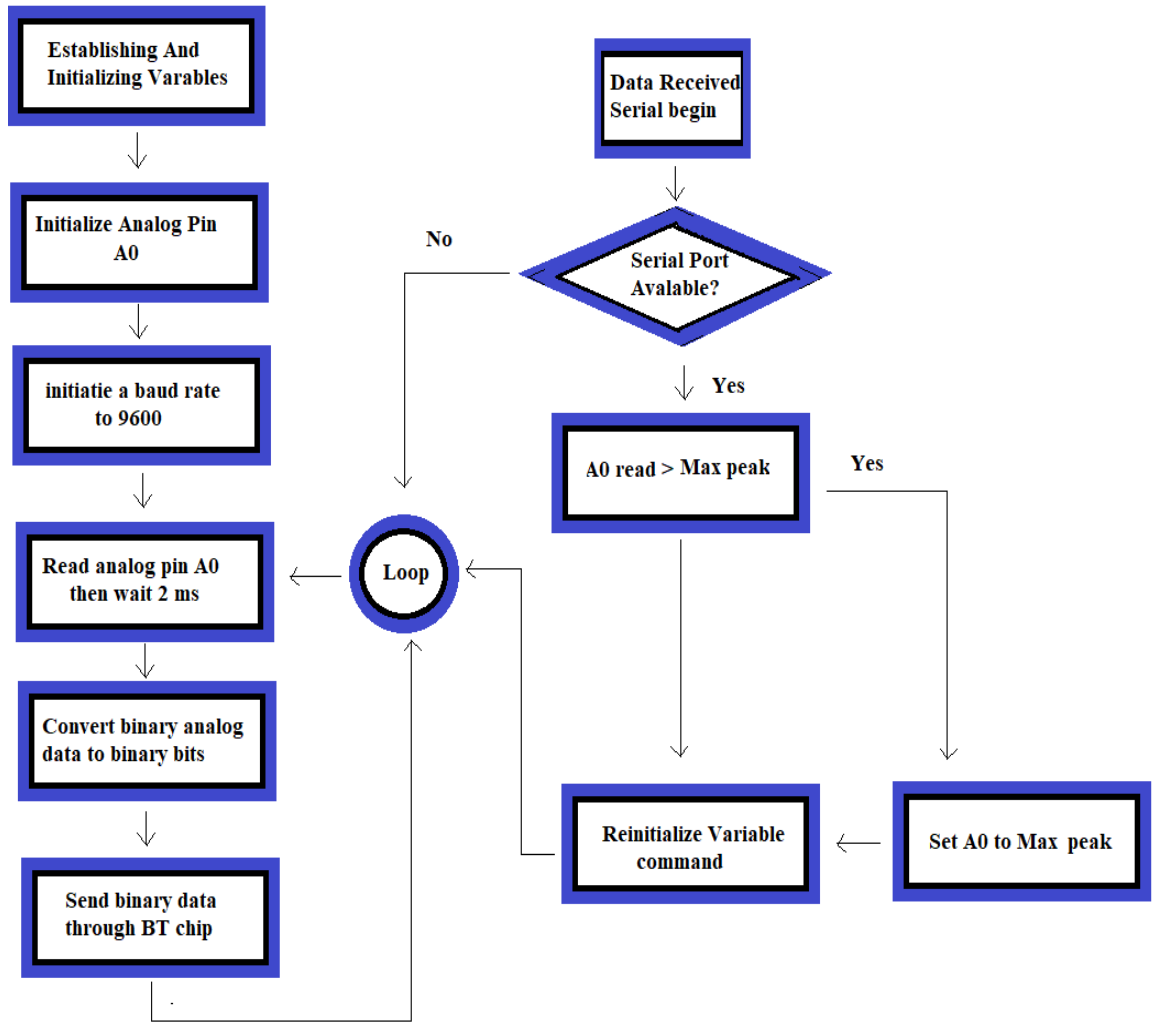 Establishing And
Initializing Varables
Initialize Analog Pin
A0
initiatie a baud rate
to 9600
Read analog pin A0
then wait 2 ms
Convert binary analog
data to binary bits
Send binary data
through BT chip
Loop
Data Received
Serial begin
Serial Port
Avalable?
No
Yes
A0 read > Max peak
Yes
Set A0 to Max peak
Reinitialize Variable
command